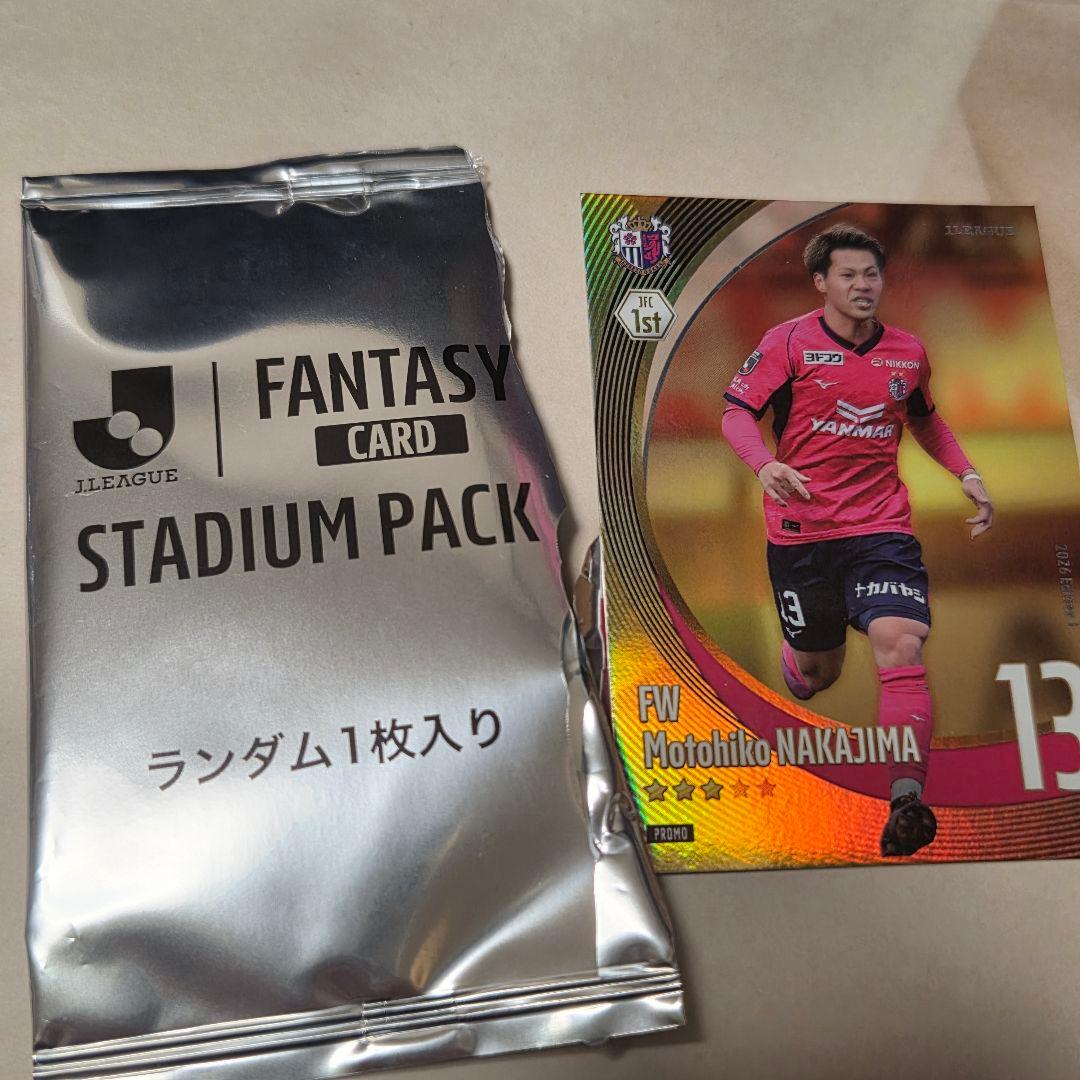 J.LEAGUE
FANTASY
CARD
STADIUM PACK
ランダム1枚入り
J.LEAGUE
JFC
1st
ヨドコウ
NIKKON
YANMAR
ナカバヤシ
13
2026 Edition 1
13
FW
Motohiko NAKAJIMA
PROMO